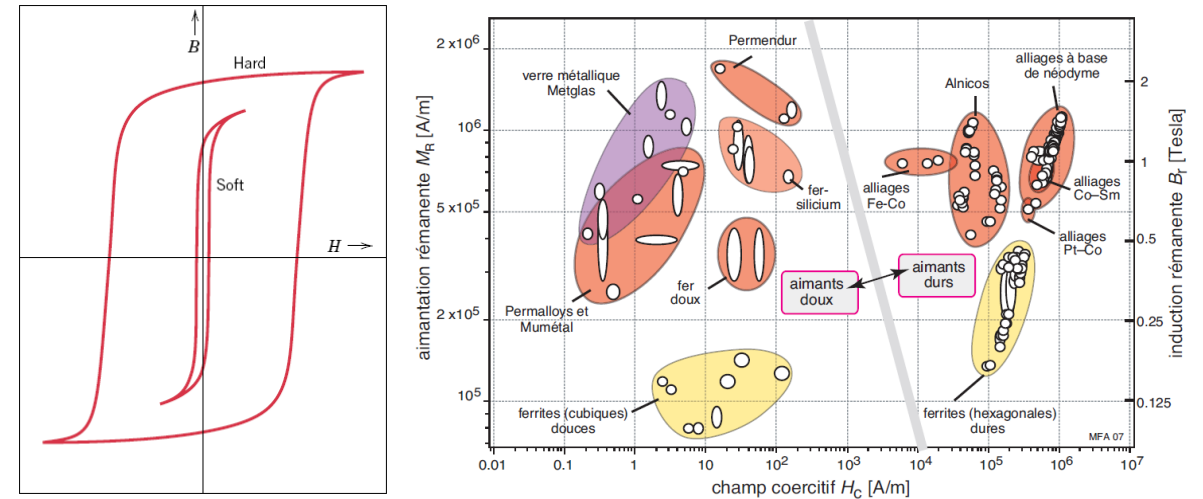 B
Hard
Soft
H
aimantation rémanente M_R [A/m]
2 x10⁶
10⁶
5 x10⁵
2 x10⁵
10⁵
Permendur
verre métallique
Metglas
Alnicos
alliages à base
de néodyme
fer-
silicium
alliages
Fe-Co
alliages
Co–Sm
alliages
Pt–Co
fer
doux
aimants
doux
aimants
durs
Permalloys et
Mumétal
ferrites (cubiques)
douces
ferrites (hexagonales)
dures
MFA 07
2
1
0.5
0.25
0.125
induction rémanente B_r [Tesla]
0.01
0.1
1
10
10²
10³
10⁴
10⁵
10⁶
10⁷
champ coercitif H_C [A/m]